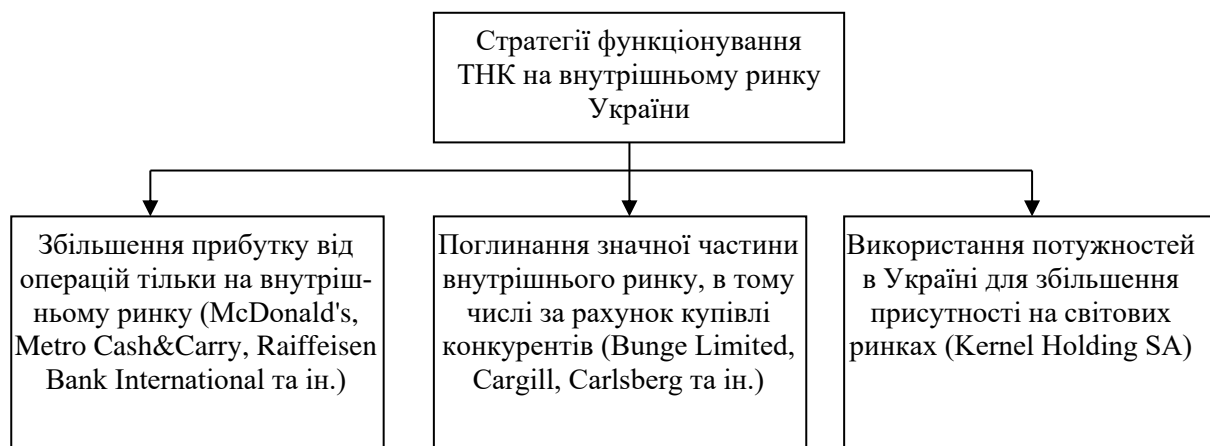 Стратегії функціонування
ТНК на внутрішньому ринку
України
Збільшення прибутку від
операцій тільки на внутріш-
ньому ринку (McDonald's,
Metro Cash&Carry, Raiffeisen
Bank International та ін.)
Поглинання значної частини
внутрішнього ринку, в тому
числі за рахунок купівлі
конкурентів (Bunge Limited,
Cargill, Carlsberg та ін.)
Використання потужностей
в Україні для збільшення
присутності на світових
ринках (Kernel Holding SA)